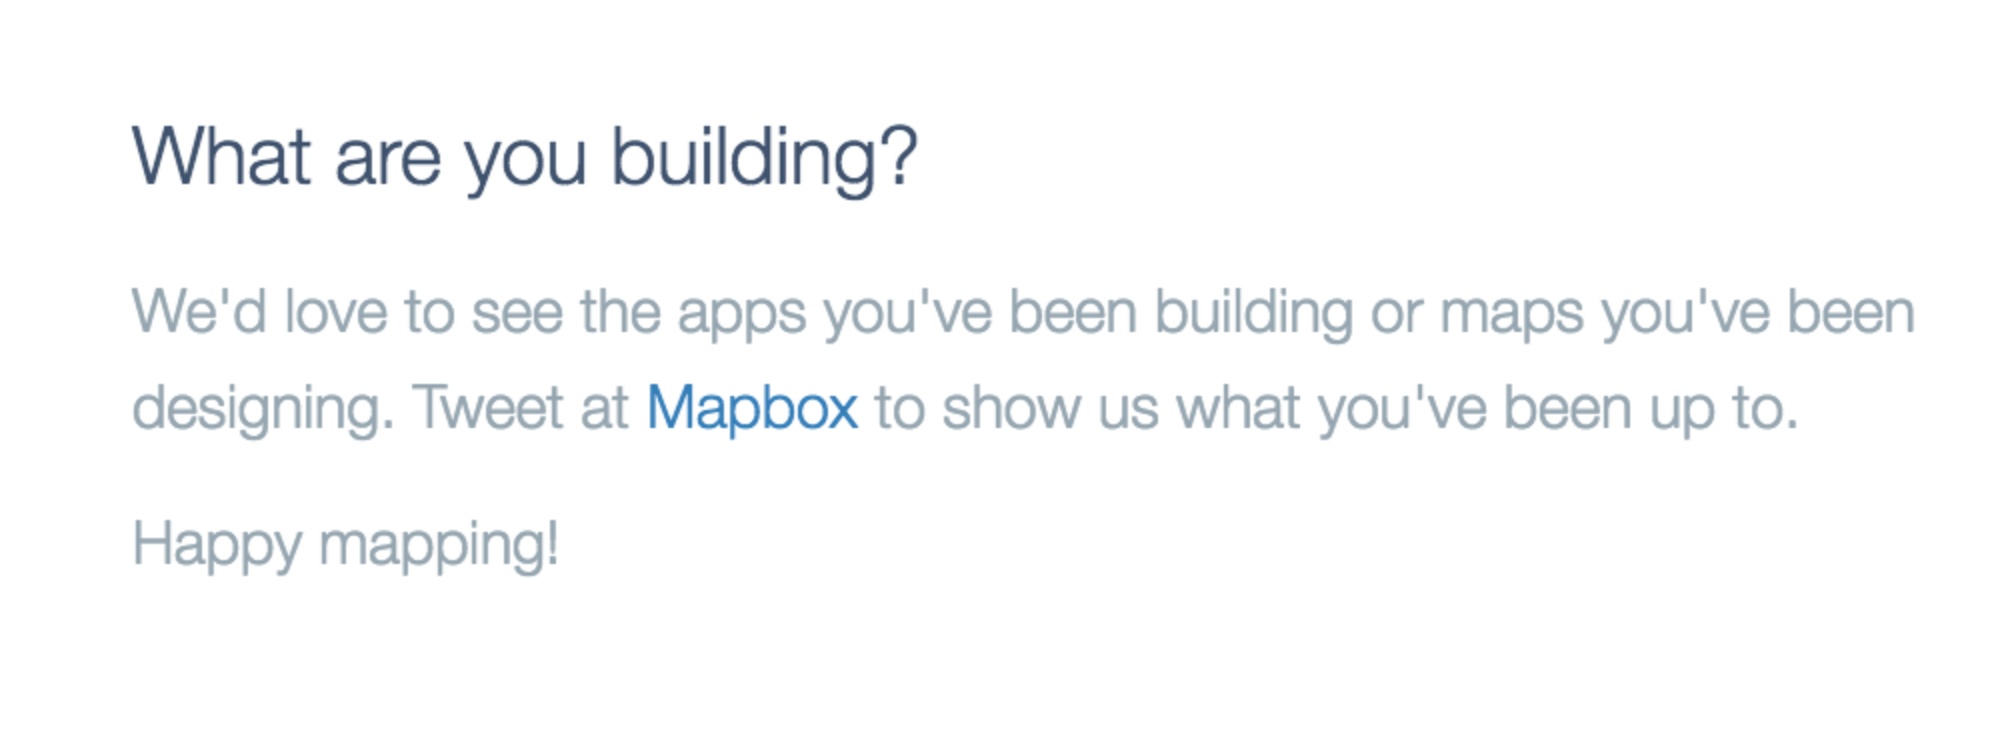 What are you building?
We'd love to see the apps you've been building or maps you've been
designing. Tweet at Mapbox to show us what you've been up to.
Happy mapping!